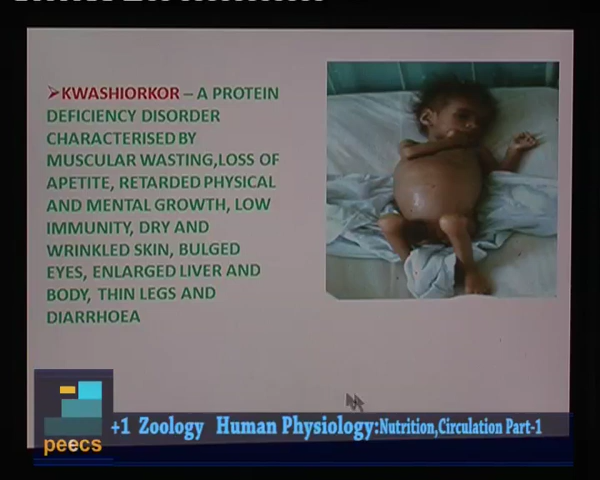 ➢KWASHIORKOR – A PROTEIN
DEFICIENCY DISORDER
CHARACTERISED BY
MUSCULAR WASTING,LOSS OF
APETITE, RETARDED PHYSICAL
AND MENTAL GROWTH, LOW
IMMUNITY, DRY AND
WRINKLED SKIN, BULGED
EYES, ENLARGED LIVER AND
BODY, THIN LEGS AND
DIARRHOEA
+1 Zoology Human Physiology:Nutrition,Circulation Part-1
peecs